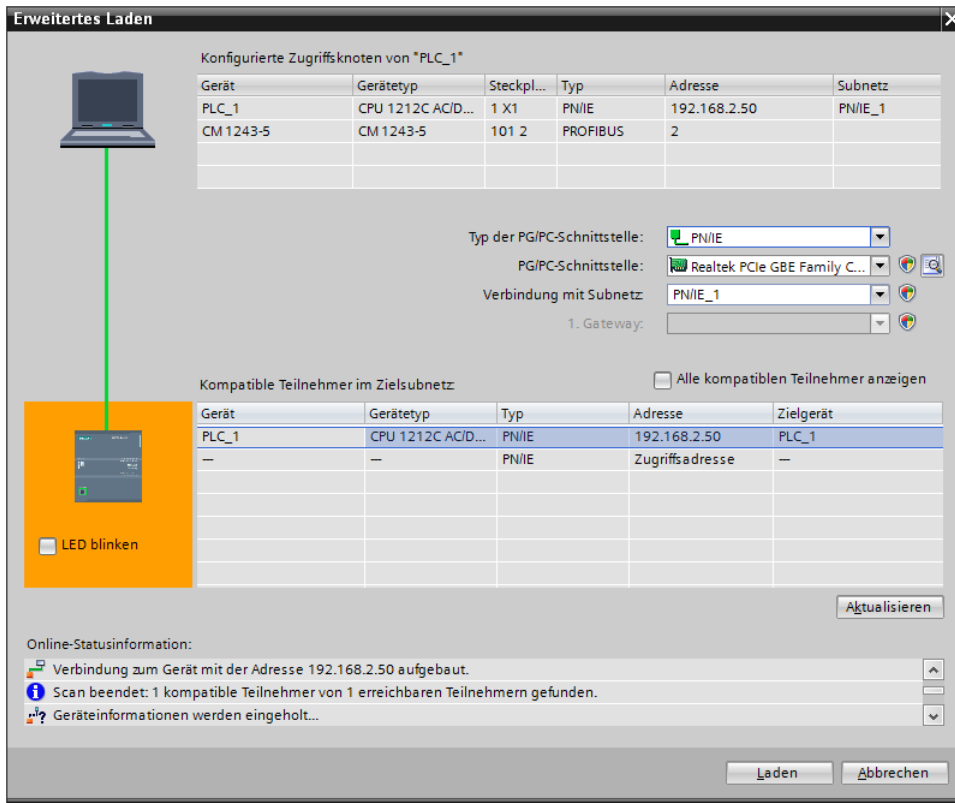 Erweitertes Laden
Konfigurierte Zugriffsknoten von "PLC_1"
Gerät Gerätetyp Steckpl... Typ Adresse Subnetz
PLC_1 CPU 1212C AC/D... 1 X1 PN/IE 192.168.2.50 PN/IE_1
CM 1243-5 CM 1243-5 101 2 PROFIBUS 2
Typ der PG/PC-Schnittstelle: PN/IE
PG/PC-Schnittstelle: Realtek PCIe GBE Family C...
Verbindung mit Subnetz: PN/IE_1
1. Gateway:
Kompatible Teilnehmer im Zielsubnetz: Alle kompatiblen Teilnehmer anzeigen
Gerät Gerätetyp Typ Adresse Zielgerät
PLC_1 CPU 1212C AC/D... PN/IE 192.168.2.50 PLC_1
— — PN/IE Zugriffsadresse —
LED blinken
Aktualisieren
Online-Statusinformation:
Verbindung zum Gerät mit der Adresse 192.168.2.50 aufgebaut.
Scan beendet: 1 kompatible Teilnehmer von 1 erreichbaren Teilnehmern gefunden.
Geräteinformationen werden eingeholt...
Laden Abbrechen